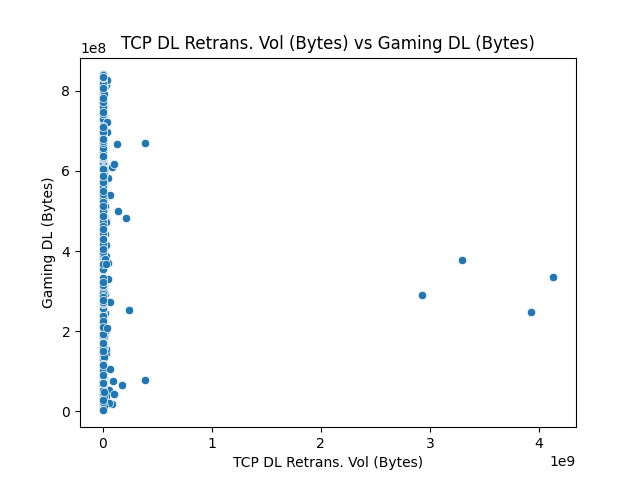 TCP DL Retrans. Vol (Bytes) vs Gaming DL (Bytes)
1e8
8
6
4
2
0
Gaming DL (Bytes)
0 1 2 3 4
1e9
TCP DL Retrans. Vol (Bytes)